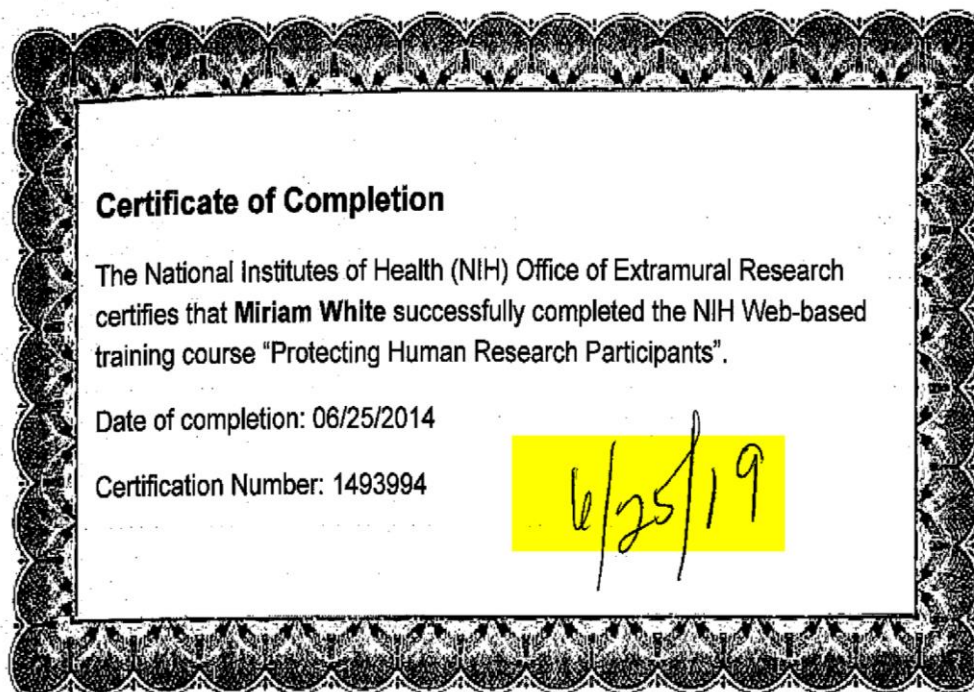 Certificate of Completion
The National Institutes of Health (NIH) Office of Extramural Research
certifies that Miriam White successfully completed the NIH Web-based
training course “Protecting Human Research Participants”.
Date of completion: 06/25/2014
Certification Number: 1493994
6/25/19